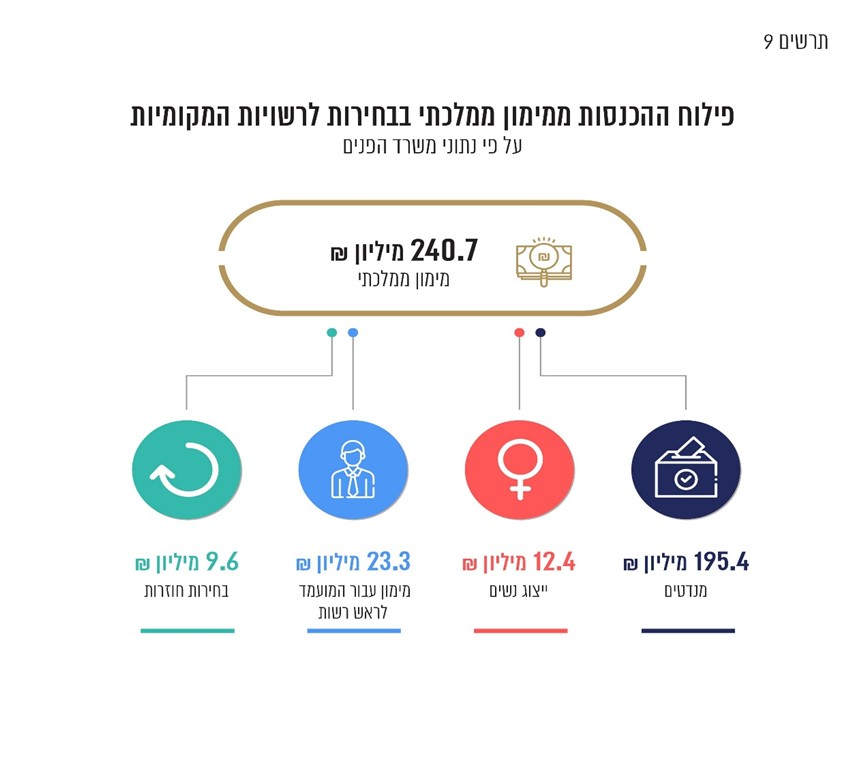 תרשים 9
פילוח ההכנסות ממימון ממלכתי בבחירות לרשויות המקומיות
על פי נתוני משרד הפנים
240.7 מיליון ₪
מימון ממלכתי
₪
195.4 מיליון ₪
מנדטים
12.4 מיליון ₪
ייצוג נשים
23.3 מיליון ₪
מימון עבור המועמד
לראש רשות
9.6 מיליון ₪
בחירות חוזרות